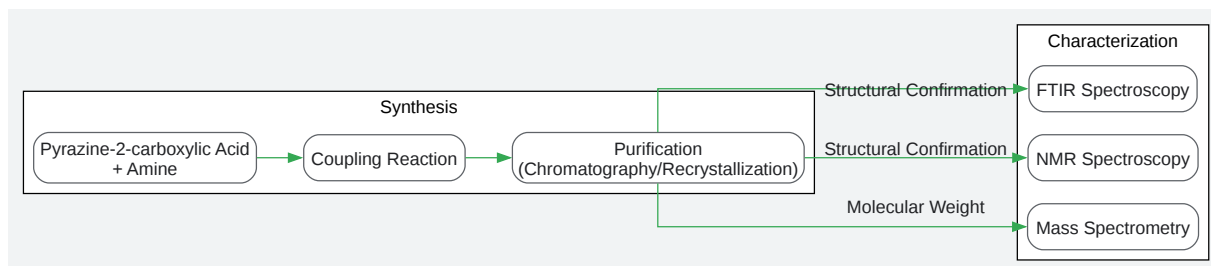 Characterization
Structural Confirmation
FTIR Spectroscopy
Synthesis
Pyrazine-2-carboxylic Acid
+ Amine
Coupling Reaction
Purification
(Chromatography/Recrystallization)
Structural Confirmation
NMR Spectroscopy
Molecular Weight
Mass Spectrometry